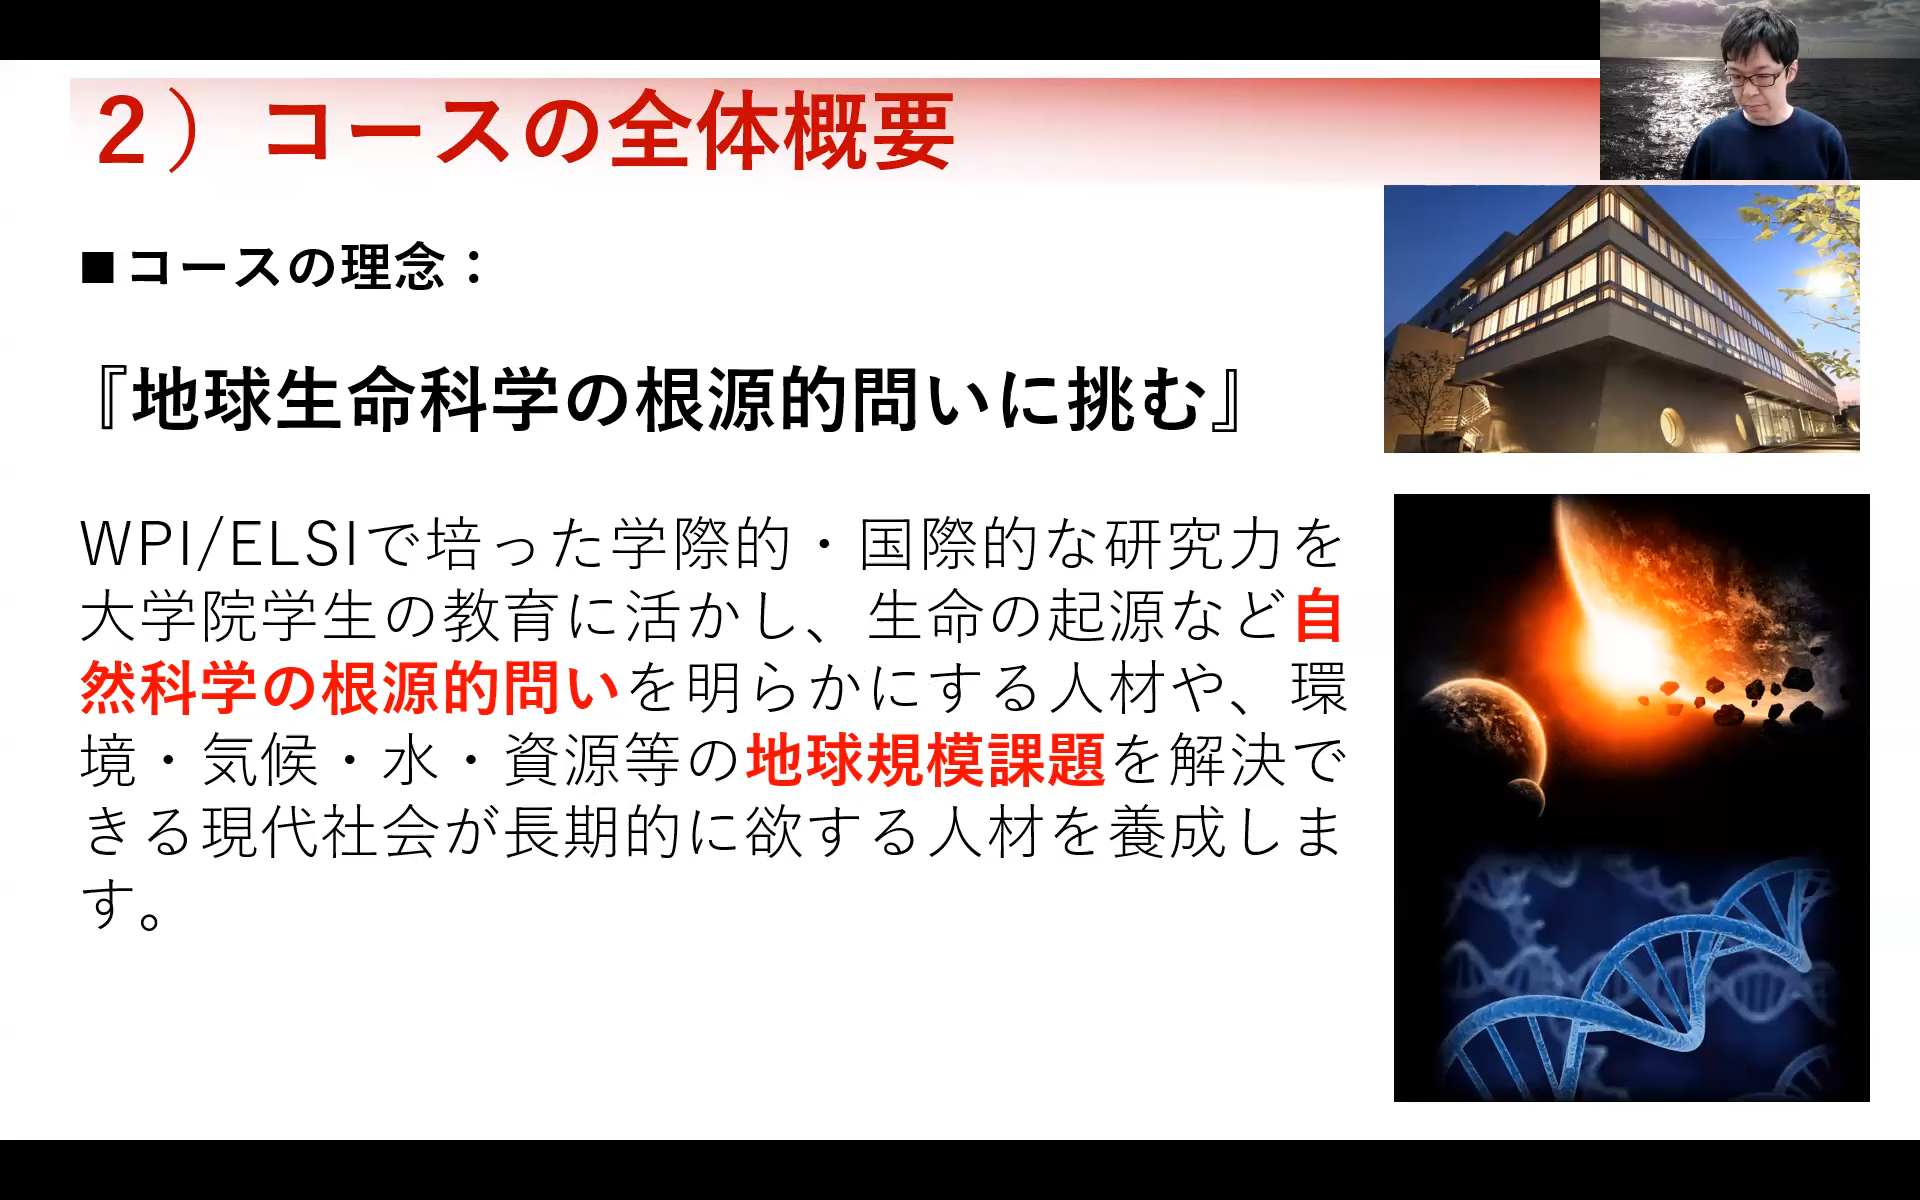 ２）コースの全体概要
■コースの理念：
『地球生命科学の根源的問いに挑む』
WPI/ELSIで培った学際的・国際的な研究力を
大学院学生の教育に活かし、生命の起源など自
然科学の根源的問いを明らかにする人材や、環
境・気候・水・資源等の地球規模課題を解決で
きる現代社会が長期的に欲する人材を養成しま
す。